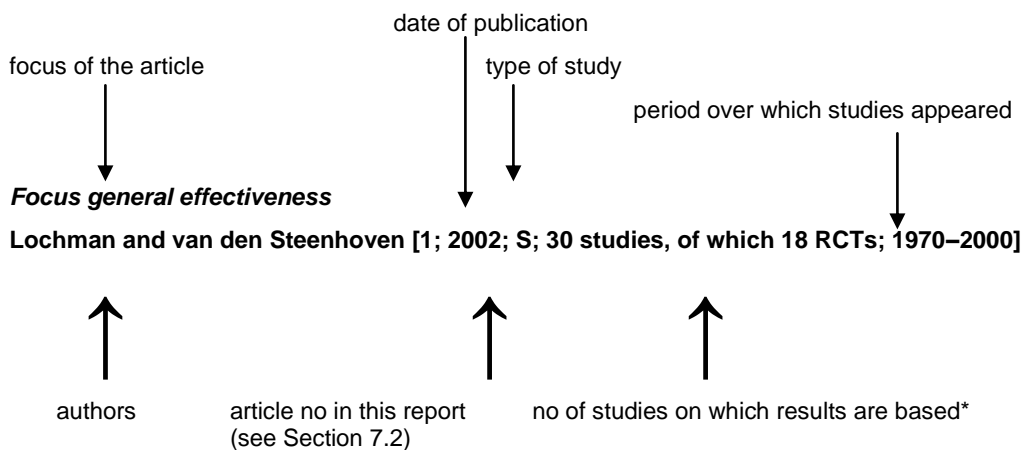 date of publication
focus of the article
type of study
period over which studies appeared
Focus general effectiveness
Lochman and van den Steenhoven [1; 2002; S; 30 studies, of which 18 RCTs; 1970–2000]
authors
article no in this report
(see Section 7.2)
no of studies on which results are based*